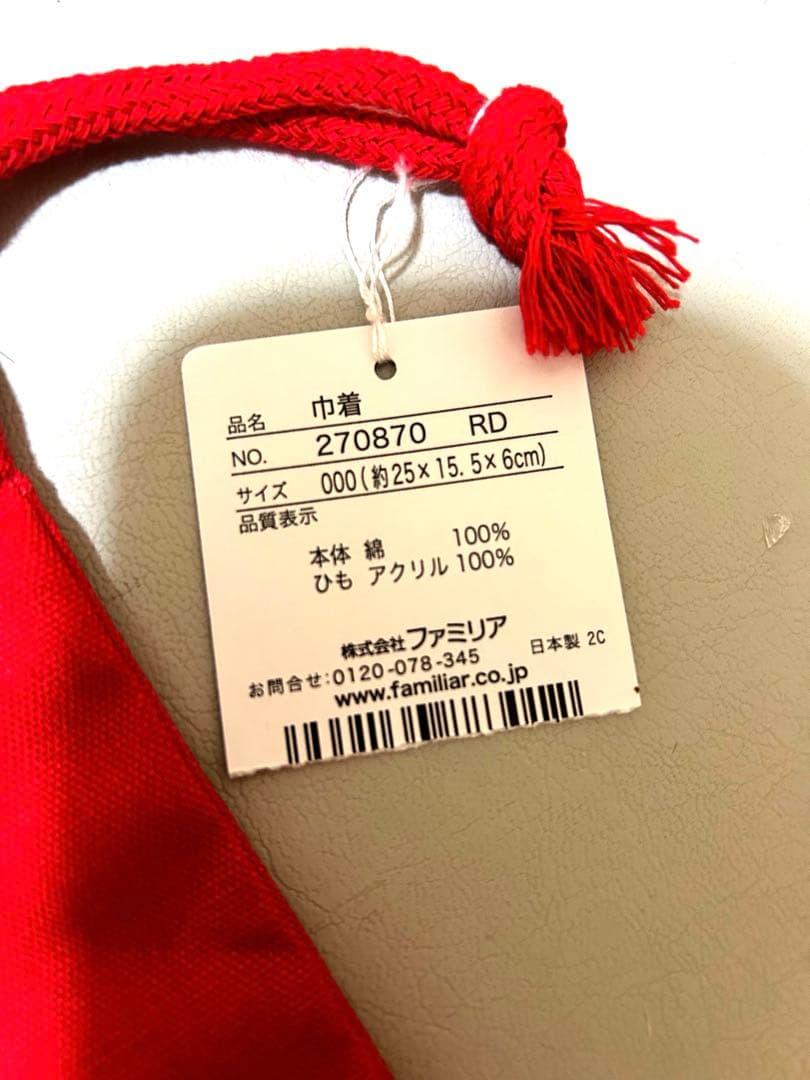 品名 巾着
NO. 270870 RD
サイズ 000(約25×15.5×6cm)
品質表示
本体 綿 100%
ひも アクリル 100%
株式会社ファミリア
お問合せ:0120-078-345 日本製 2C
www.familiar.co.jp